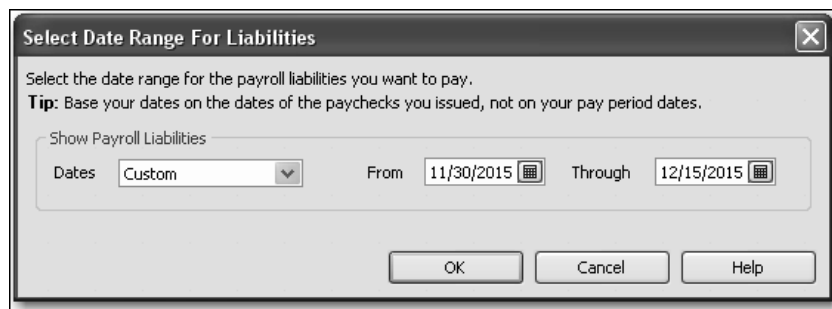 Select Date Range For Liabilities
Select the date range for the payroll liabilities you want to pay.
Tip: Base your dates on the dates of the paychecks you issued, not on your pay period dates.
Show Payroll Liabilities
Dates Custom From 11/30/2015 Through 12/15/2015
OK Cancel Help